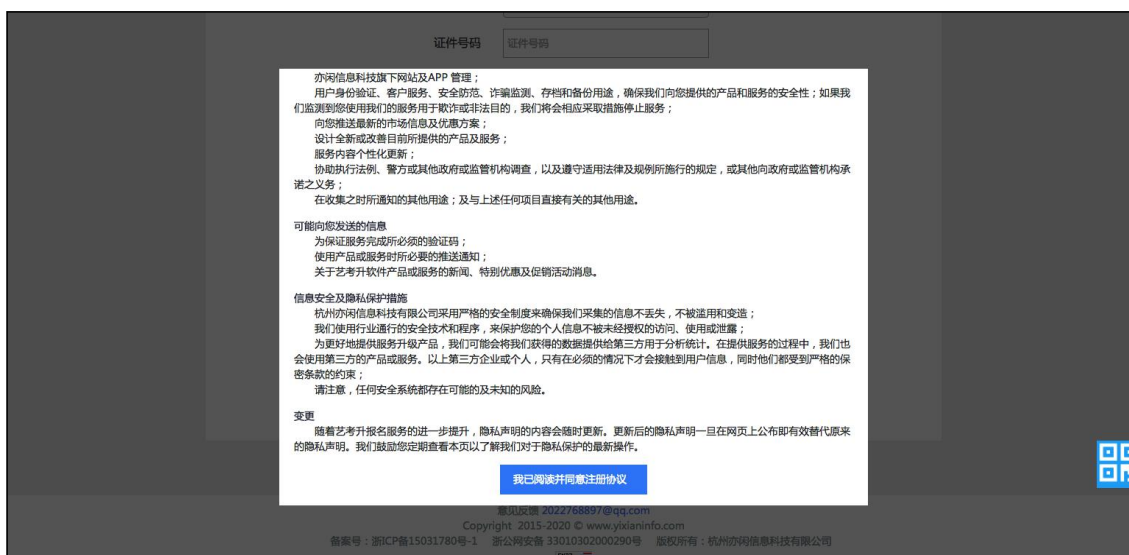 证件号码
证件号码
亦闲信息科技旗下网站及APP 管理；
用户身份验证、客户服务、安全防范、诈骗监测、存档和备份用途，确保我们向您提供的产品和服务的安全性；如果我
们监测到您使用我们的服务用于欺诈或非法目的，我们将会相应采取措施停止服务；
向您推送最新的市场信息及优惠方案；
设计全新或改善目前所提供的产品及服务；
服务内容个性化更新；
协助执行法例、警方或其他政府或监管机构调查，以及遵守适用法律及规例所施行的规定，或其他向政府或监管机构承
诺之义务；
在收集之时所通知的其他用途；及与上述任何项目直接有关的其他用途。
可能向您发送的信息
为保证服务完成所必须的验证码；
使用产品或服务时所必要的推送通知；
关于艺考升软件产品或服务的新闻、特别优惠及促销活动消息。
信息安全及隐私保护措施
杭州亦闲信息科技有限公司采用严格的安全制度来确保我们采集的信息不丢失，不被滥用和变造；
我们使用行业通行的安全技术和程序，来保护您的个人信息不被未经授权的访问、使用或泄露；
为更好地提供服务升级产品，我们可能会将我们获得的数据提供给第三方用于分析统计。在提供服务的过程中，我们也
会使用第三方的产品或服务。以上第三方企业或个人，只有在必须的情况下才会接触到用户信息，同时他们都受到严格的保
密条款的约束；
请注意，任何安全系统都存在可能的及未知的风险。
变更
随着艺考升报名服务的进一步提升，隐私声明的内容会随时更新。更新后的隐私声明一旦在网页上公布即有效替代原来
的隐私声明。我们鼓励您定期查看本页以了解我们对于隐私保护的最新操作。
我已阅读并同意注册协议
意见反馈 2022768897@qq.com
Copyright 2015-2020 © www.yixianinfo.com
备案号：浙ICP备15031780号-1 浙公网安备 33010302000290号 版权所有：杭州亦闲信息科技有限公司